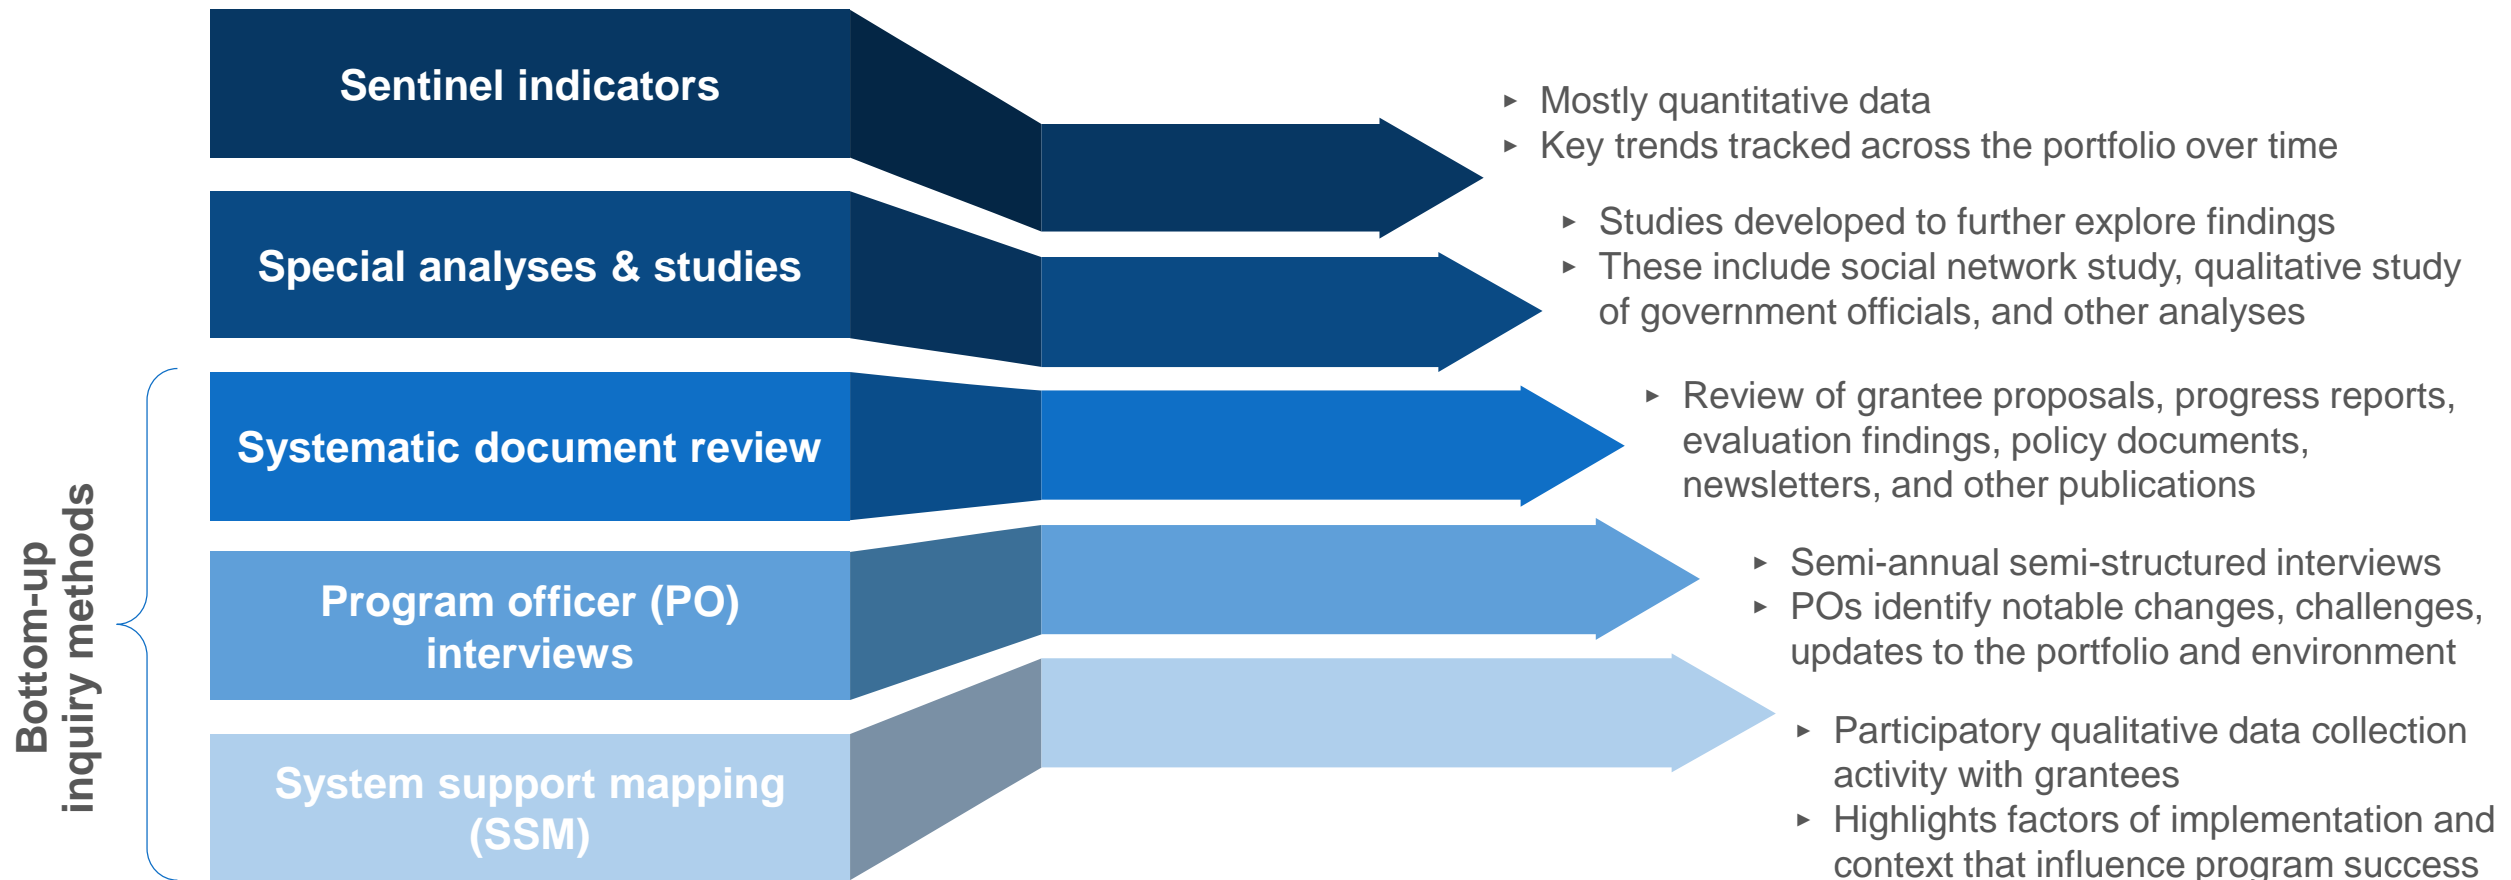 Sentinel indicators
► Mostly quantitative data
► Key trends tracked across the portfolio over time
Special analyses & studies
► Studies developed to further explore findings
► These include social network study, qualitative study
of government officials, and other analyses
Bottom-up
inquiry methods
Systematic document review
► Review of grantee proposals, progress reports,
evaluation findings, policy documents,
newsletters, and other publications
Program officer (PO)
interviews
► Semi-annual semi-structured interviews
► POs identify notable changes, challenges,
updates to the portfolio and environment
System support mapping
(SSM)
► Participatory qualitative data collection
activity with grantees
► Highlights factors of implementation and
context that influence program success